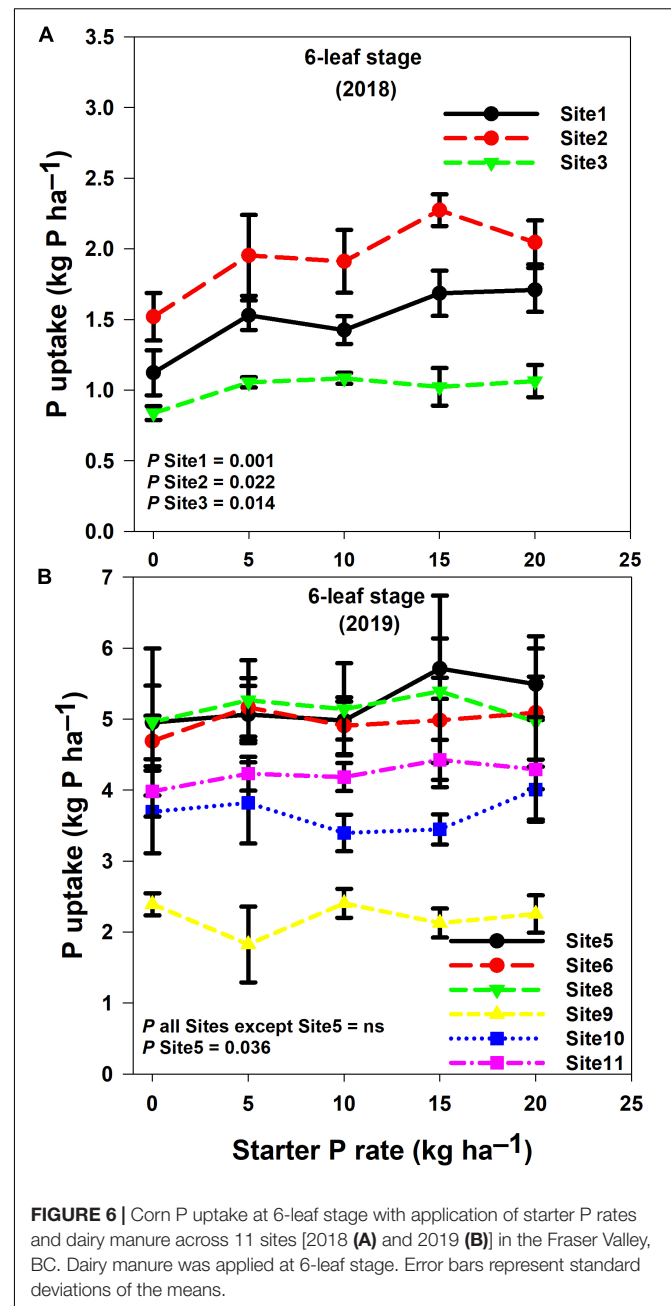 A
6-leaf stage
(2018)
Site1
Site2
Site3
3.5
3.0
2.5
2.0
1.5
1.0
0.5
0.0
P uptake (kg P ha⁻¹)
P Site1 = 0.001
P Site2 = 0.022
P Site3 = 0.014
0 5 10 15 20 25
B
6-leaf stage
(2019)
7
6
5
4
3
2
1
0
P uptake (kg P ha⁻¹)
Site5
Site6
Site8
Site9
Site10
Site11
P all Sites except Site5 = ns
P Site5 = 0.036
0 5 10 15 20 25
Starter P rate (kg ha⁻¹)
FIGURE 6 | Corn P uptake at 6-leaf stage with application of starter P rates
and dairy manure across 11 sites [2018 (A) and 2019 (B)] in the Fraser Valley,
BC. Dairy manure was applied at 6-leaf stage. Error bars represent standard
deviations of the means.